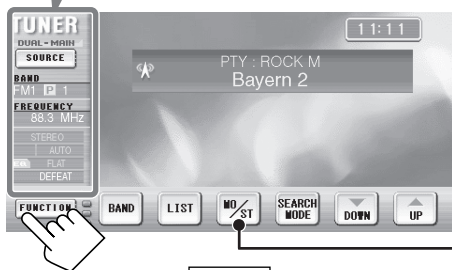 TUNER
DUAL-MAIN
SOURCE
BAND
FM1 P 1
FREQUENCY
88.3 MHz
STEREO
AUTO
FLAT
DEFEAT
11:11
PTY : ROCK M
Bayern 2
FUNCTION
BAND
LIST
MO/ST
SEARCH MODE
DOWN
UP